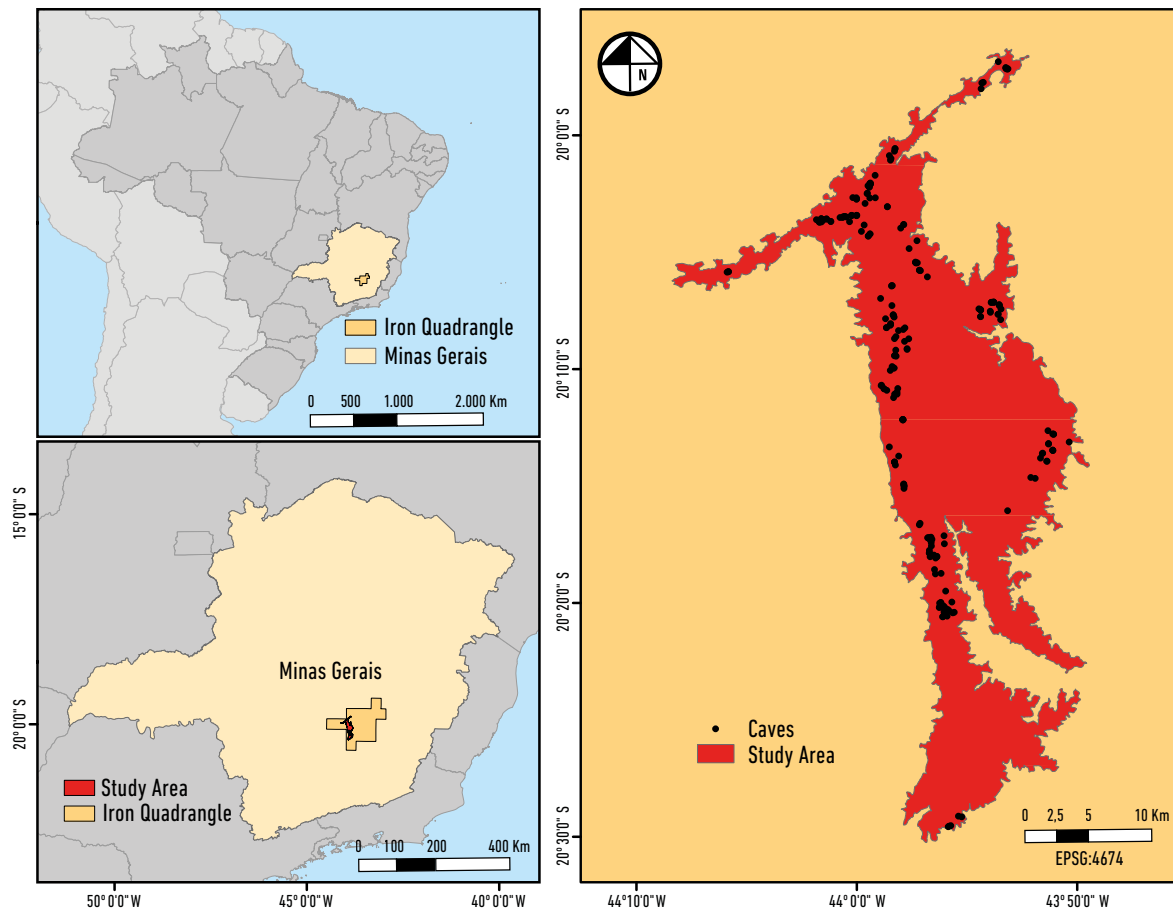 Iron Quadrangle
Minas Gerais
0 500 1.000 2.000 Km
Minas Gerais
Study Area
Iron Quadrangle
0 100 200 400 Km
15°0'0" S
20°0'0" S
50°0'0"W
45°0'0"W
40°0'0"W
N
20°0'0" S
20°10'0" S
20°20'0" S
20°30'0" S
Caves
Study Area
0 2,5 5 10 Km
EPSG:4674
44°10'0"W
44°0'0"W
43°50'0"W